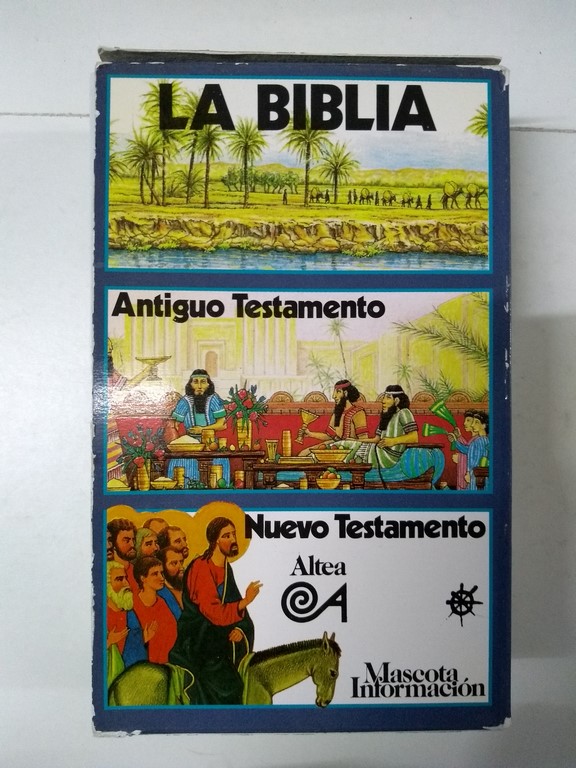 LA BIBLIA
Antiguo Testamento
Nuevo Testamento
Altea
Mascota
Información